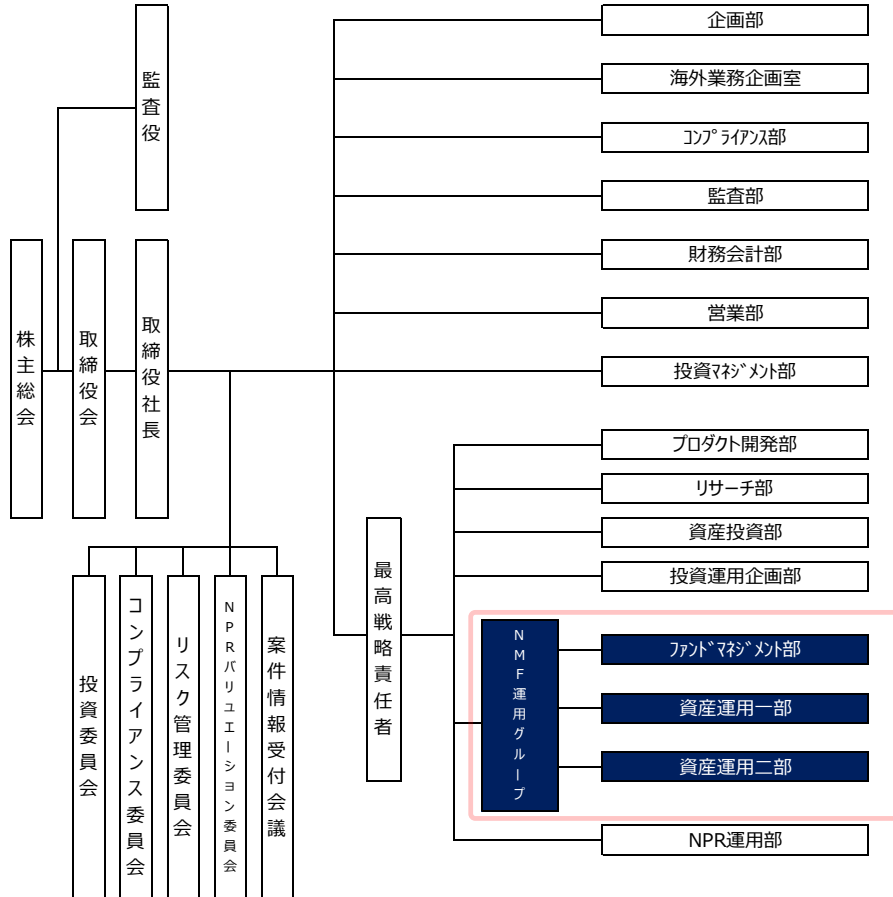 監査役
株主総会
取締役会
取締役社長
企画部
海外業務企画室
ｺﾝﾌﾟﾗｲｱﾝｽ部
監査部
財務会計部
営業部
投資ﾏﾈｼﾞﾒﾝﾄ部
最高戦略責任者
プロダクト開発部
リサーチ部
資産投資部
投資運用企画部
NMF運用グループ
ﾌｧﾝﾄﾞﾏﾈｼﾞﾒﾝﾄ部
資産運用一部
資産運用二部
NPR運用部
投資委員会
コンプライアンス委員会
リスク管理委員会
NPRバリュエーション委員会
案件情報受付会議